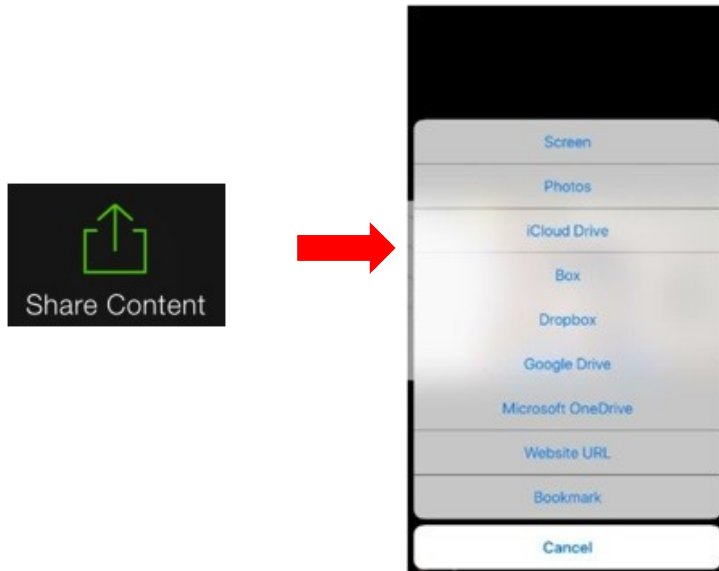 Share Content
Screen
Photos
iCloud Drive
Box
Dropbox
Google Drive
Microsoft OneDrive
Website URL
Bookmark
Cancel